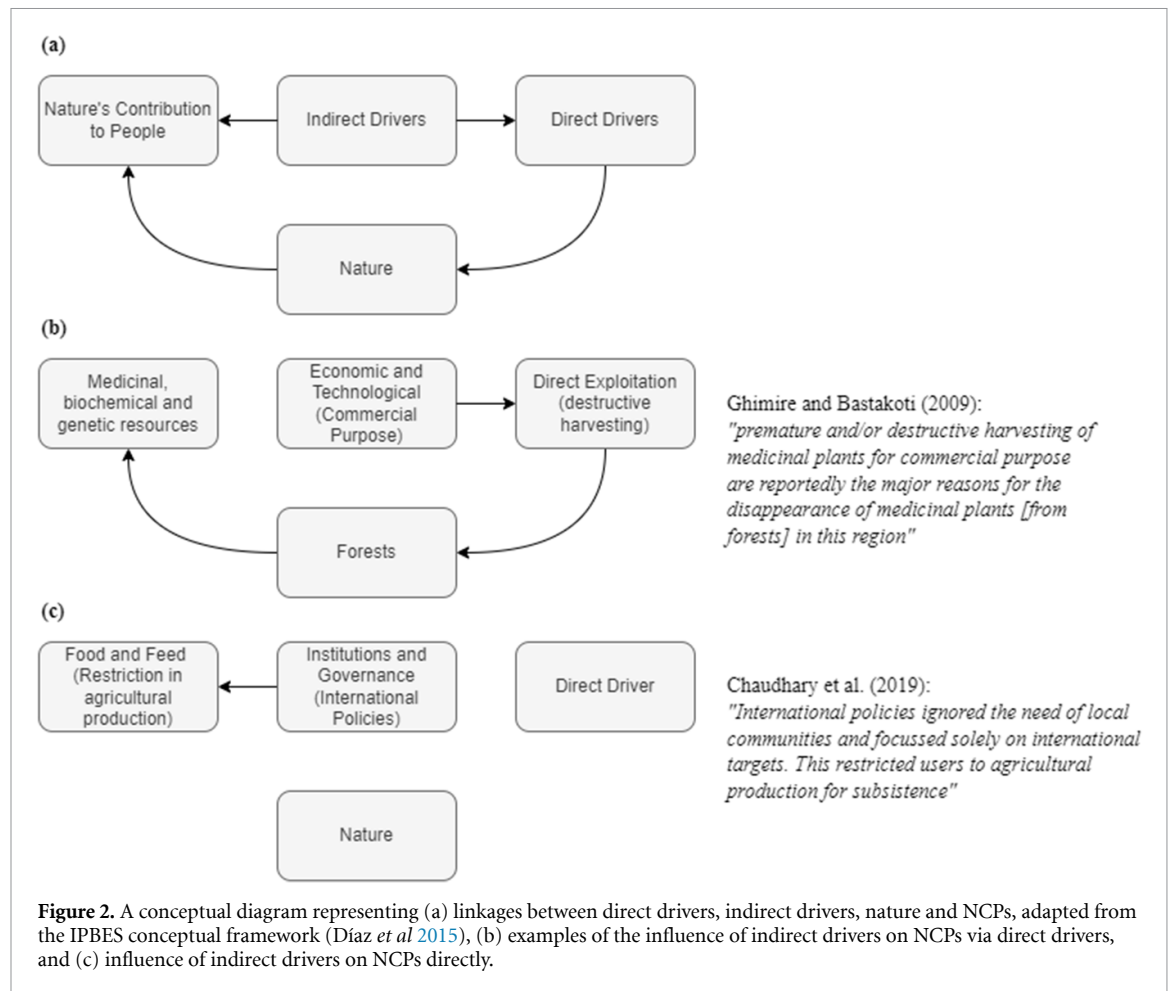 (a)
Nature's Contribution
to People
Indirect Drivers
Direct Drivers
Nature
(b)
Medicinal,
biochemical and
genetic resources
Economic and
Technological
(Commercial
Purpose)
Direct Exploitation
(destructive
harvesting)
Forests
Ghimire and Bastakoti (2009):
"premature and/or destructive harvesting of
medicinal plants for commercial purpose
are reportedly the major reasons for the
disappearance of medicinal plants [from
forests] in this region"
(c)
Food and Feed
(Restriction in
agricultural
production)
Institutions and
Governance
(International
Policies)
Direct Driver
Nature
Chaudhary et al. (2019):
"International policies ignored the need of local
communities and focussed solely on international
targets. This restricted users to agricultural
production for subsistence"
Figure 2. A conceptual diagram representing (a) linkages between direct drivers, indirect drivers, nature and NCPs, adapted from
the IPBES conceptual framework (Díaz et al 2015), (b) examples of the influence of indirect drivers on NCPs via direct drivers,
and (c) influence of indirect drivers on NCPs directly.